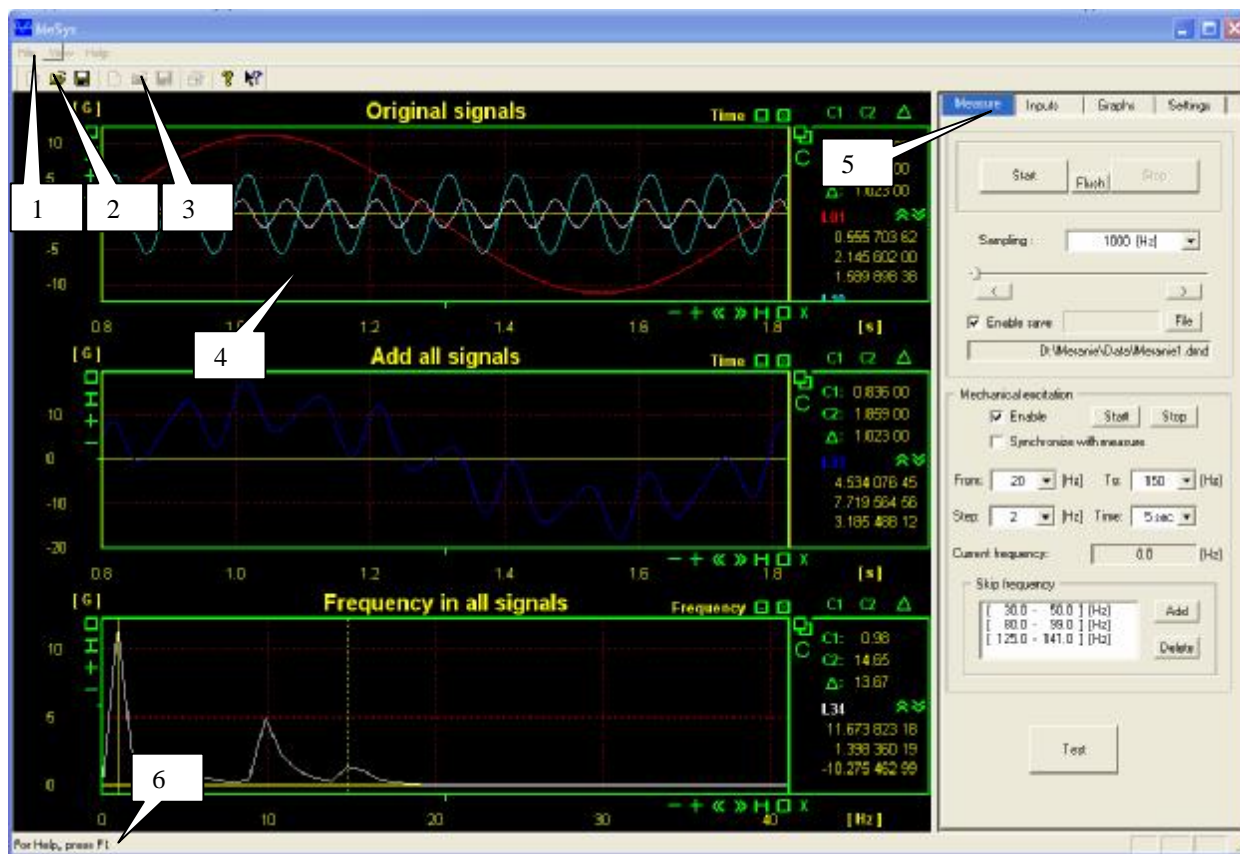 MeSys
File View Help
[G] Original signals Time C1 C2 Δ
10
5
-5
-10
00
Δ: 1.023 00
L01
0.555 703 62
2.145 602 00
1.589 898 38
0.8 1.0 1.2 1.4 1.6 1.8 [s]
1
2
3
4
5
6
[G] Add all signals Time C1 C2 Δ
10
0
-10
-20
C1: 0.836 00
C2: 1.859 00
Δ: 1.023 00
4.534 076 45
7.719 564 56
3.185 488 12
0.8 1.0 1.2 1.4 1.6 1.8 [s]
[G] Frequency in all signals Frequency C1 C2 Δ
10
5
0
C1: 0.98
C2: 14.65
Δ: 13.67
L34
11.673 823 18
1.398 360 19
-10.275 462 99
0 10 20 30 40 [Hz]
For Help, press F1
Measure Inputs Graphs Settings
Start Flush Stop
Sampling: 1000 [Hz]
< >
Enable save File
D:\Meranie\Data\Meranie1.dmd
Mechanical excitation
Enable Start Stop
Synchronize with measure
From: 20 [Hz] To: 150 [Hz]
Step: 2 [Hz] Time: 5 sec
Current frequency: 0.0 [Hz]
Skip frequency
[ 30.0 - 50.0 ] [Hz]
[ 80.0 - 99.0 ] [Hz]
[ 125.0 - 141.0 ] [Hz]
Add
Delete
Test